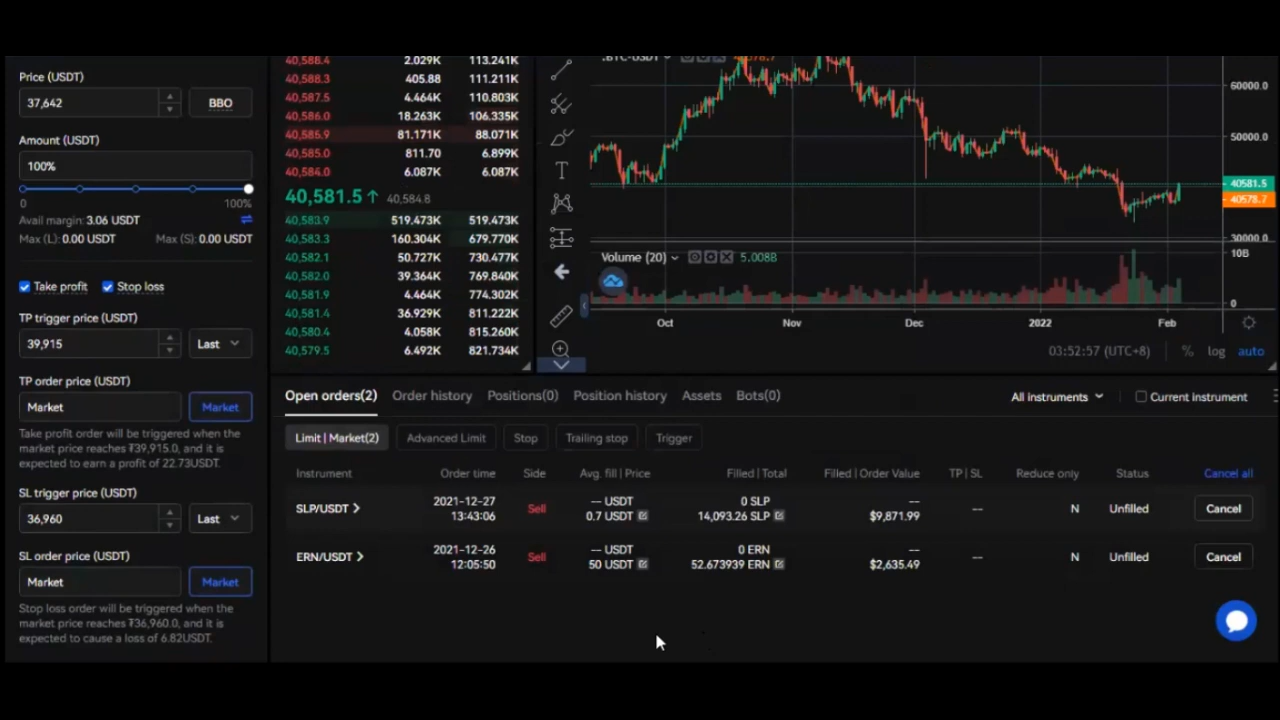 Price (USDT)
37,642
BBO
Amount (USDT)
100%
0
100%
Avail margin: 3.06 USDT
Max (L): 0.00 USDT Max (S): 0.00 USDT
Take profit Stop loss
TP trigger price (USDT)
39,915
Last
TP order price (USDT)
Market
Market
Take profit order will be triggered when the
market price reaches ₮39,915.0, and it is
expected to earn a profit of 22.73USDT.
SL trigger price (USDT)
36,960
Last
SL order price (USDT)
Market
Market
Stop loss order will be triggered when the
market price reaches ₮36,960.0, and it is
expected to cause a loss of 6.82USDT.
40,588.4 2.029K 113.241K
40,588.3 405.88 111.211K
40,587.5 4.464K 110.803K
40,586.0 18.263K 106.335K
40,585.9 81.171K 88.071K
40,585.0 811.70 6.899K
40,584.0 6.087K 6.087K
40,581.5↑ 40,584.8
40,583.9 519.473K 519.473K
40,583.3 160.304K 679.770K
40,582.1 50.727K 730.477K
40,582.0 39.364K 769.840K
40,581.9 4.464K 774.302K
40,581.4 36.929K 811.222K
40,580.4 4.058K 815.260K
40,579.5 6.492K 821.734K
.BTC-USDT
60000.0
50000.0
40581.5
40578.7
30000.0
Volume (20) 5.008B
10B
0
Oct Nov Dec 2022 Feb
03:52:57 (UTC+8) % log auto
Open orders(2) Order history Positions(0) Position history Assets Bots(0)
All instruments Current instrument
Limit | Market(2) Advanced Limit Stop Trailing stop Trigger
Instrument Order time Side Avg. fill | Price Filled | Total Filled | Order Value TP | SL Reduce only Status Cancel all
2021-12-27 -- USDT 0 SLP --
SLP/USDT Sell -- N Unfilled Cancel
13:43:06 0.7 USDT 14,093.26 SLP $9,871.99
2021-12-26 -- USDT 0 ERN --
ERN/USDT Sell -- N Unfilled Cancel
12:05:50 50 USDT 52.673939 ERN $2,635.49